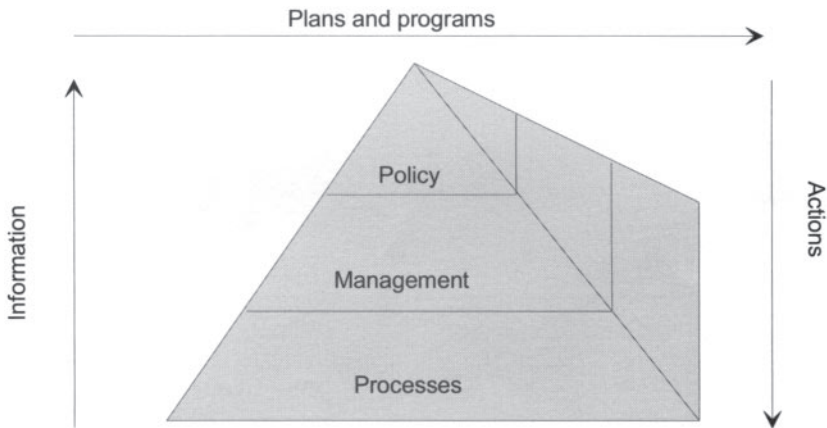 Plans and programs
Information
Policy
Management
Processes
Actions